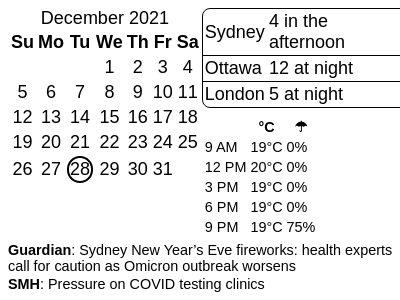 December 2021
Su Mo Tu We Th Fr Sa
1 2 3 4
5 6 7 8 9 10 11
12 13 14 15 16 17 18
19 20 21 22 23 24 25
26 27 28 29 30 31
Sydney 4 in the
afternoon
Ottawa 12 at night
London 5 at night
°C ☂
9 AM 19°C 0%
12 PM 20°C 0%
3 PM 19°C 0%
6 PM 19°C 0%
9 PM 19°C 75%
Guardian: Sydney New Year’s Eve fireworks: health experts
call for caution as Omicron outbreak worsens
SMH: Pressure on COVID testing clinics